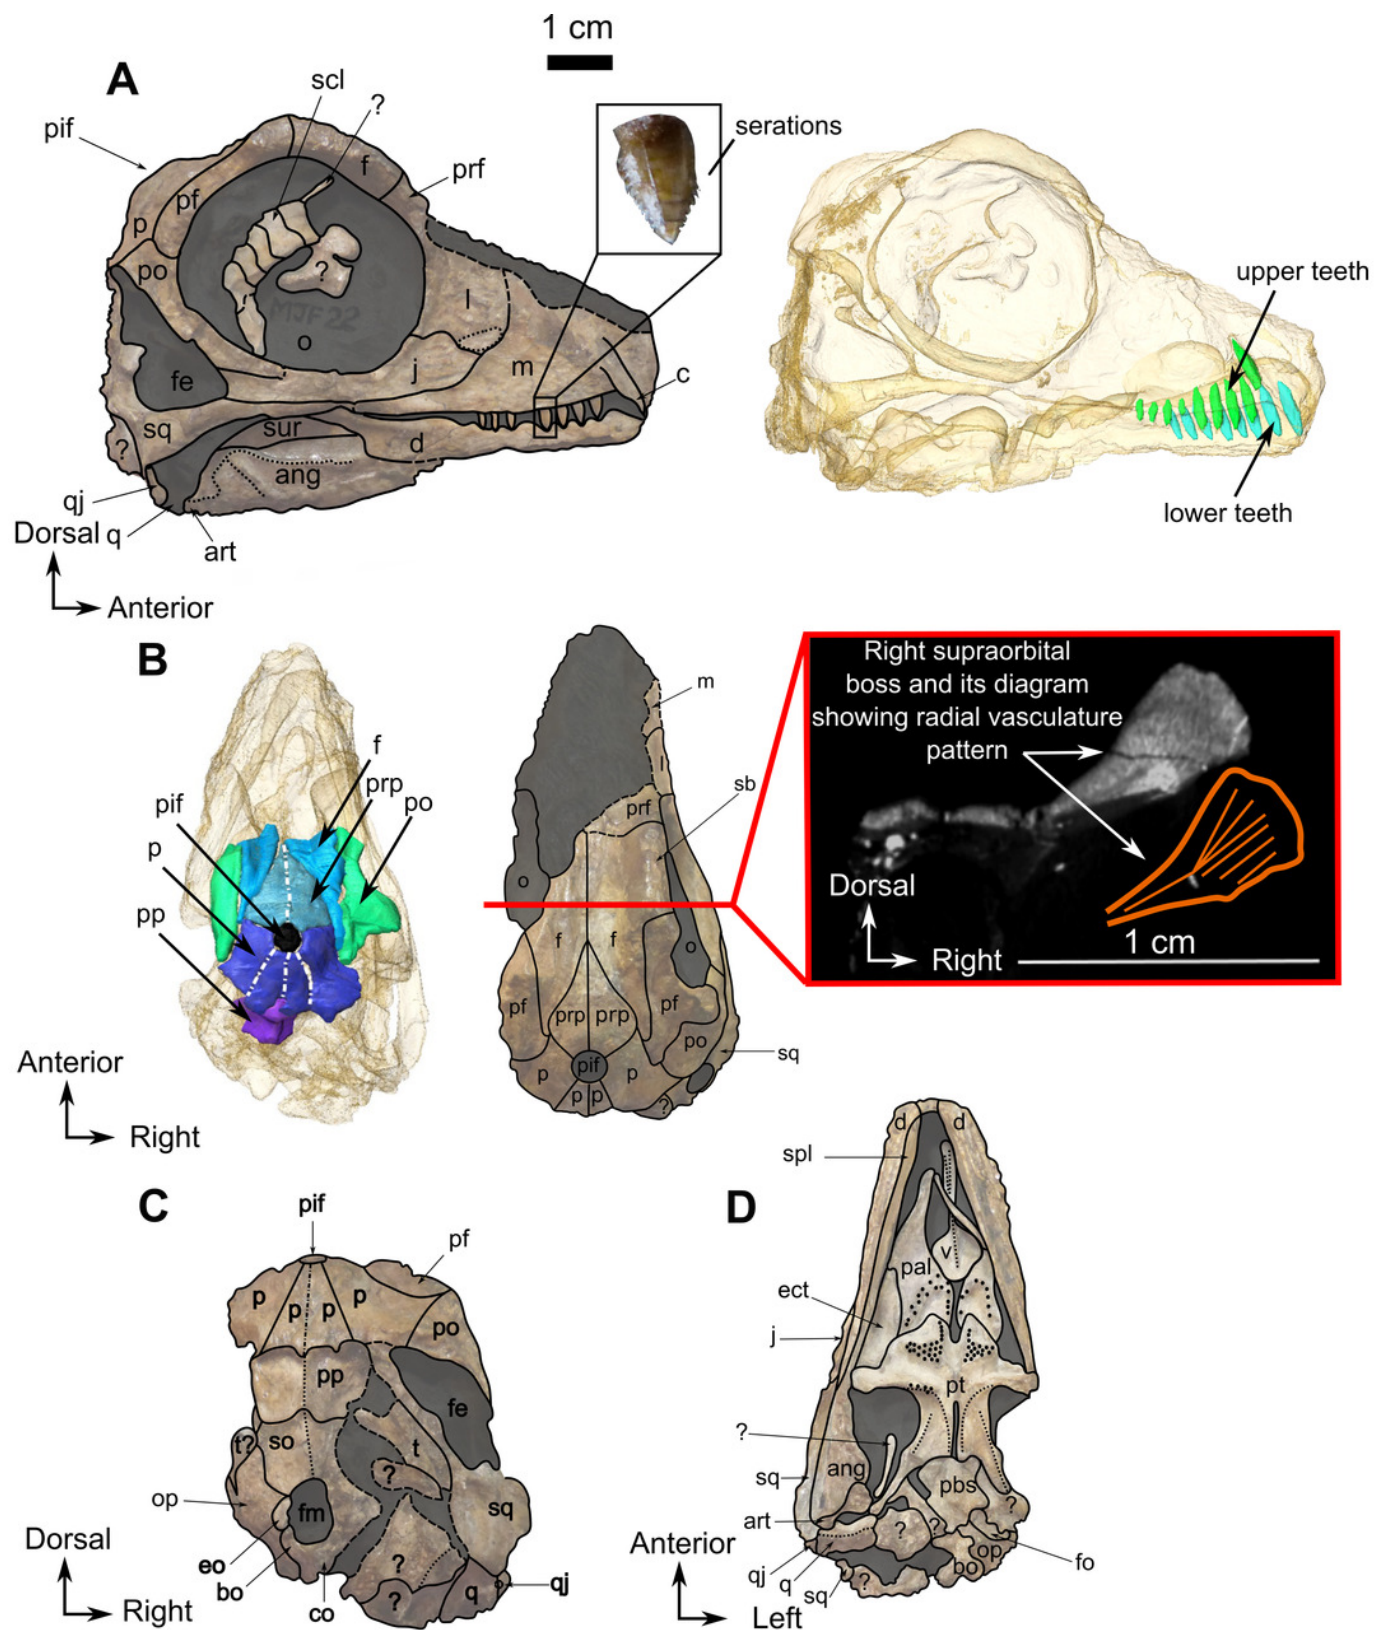 1 cm
A
scl
?
pif
f
prf
serations
pf
p
po
l
?
MJF 22
o
fe
j
m
c
sq
sur
d
?
ang
qj
q
art
Dorsal
Anterior
upper teeth
lower teeth
B
f
prp
po
pif
p
pp
Anterior
Right
m
l
prf
sb
o
f
f
o
pf
prp
prp
pf
po
sq
pif
p
p
p
p
?
Right supraorbital
boss and its diagram
showing radial vasculature
pattern
Dorsal
Right
1 cm
C
pif
pf
p
p
p
p
po
pp
fe
t?
so
t
?
op
fm
sq
eo
bo
co
?
?
q
qj
Dorsal
Right
D
d
d
spl
v
pal
ect
j
pt
?
sq
ang
pbs
?
art
?
?
op
fo
qj
q
bo
sq
?
Anterior
Left